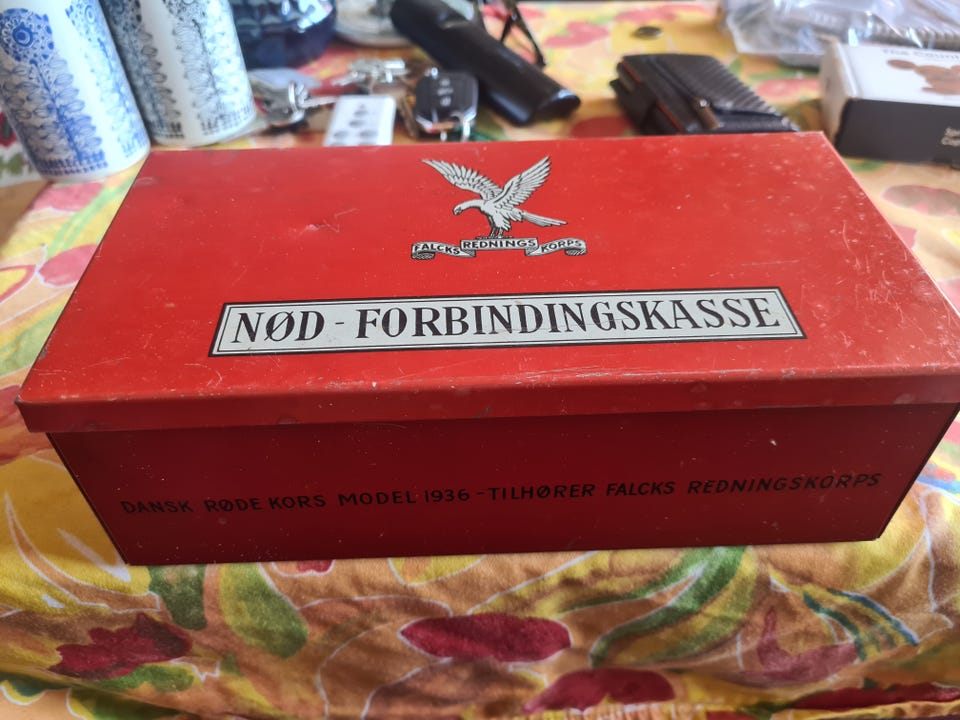 FALCKS REDNINGS KORPS
NØD - FORBINDINGSKASSE
DANSK RØDE KORS MODEL 1936 - TILHØRER FALCKS REDNINGSKORPS